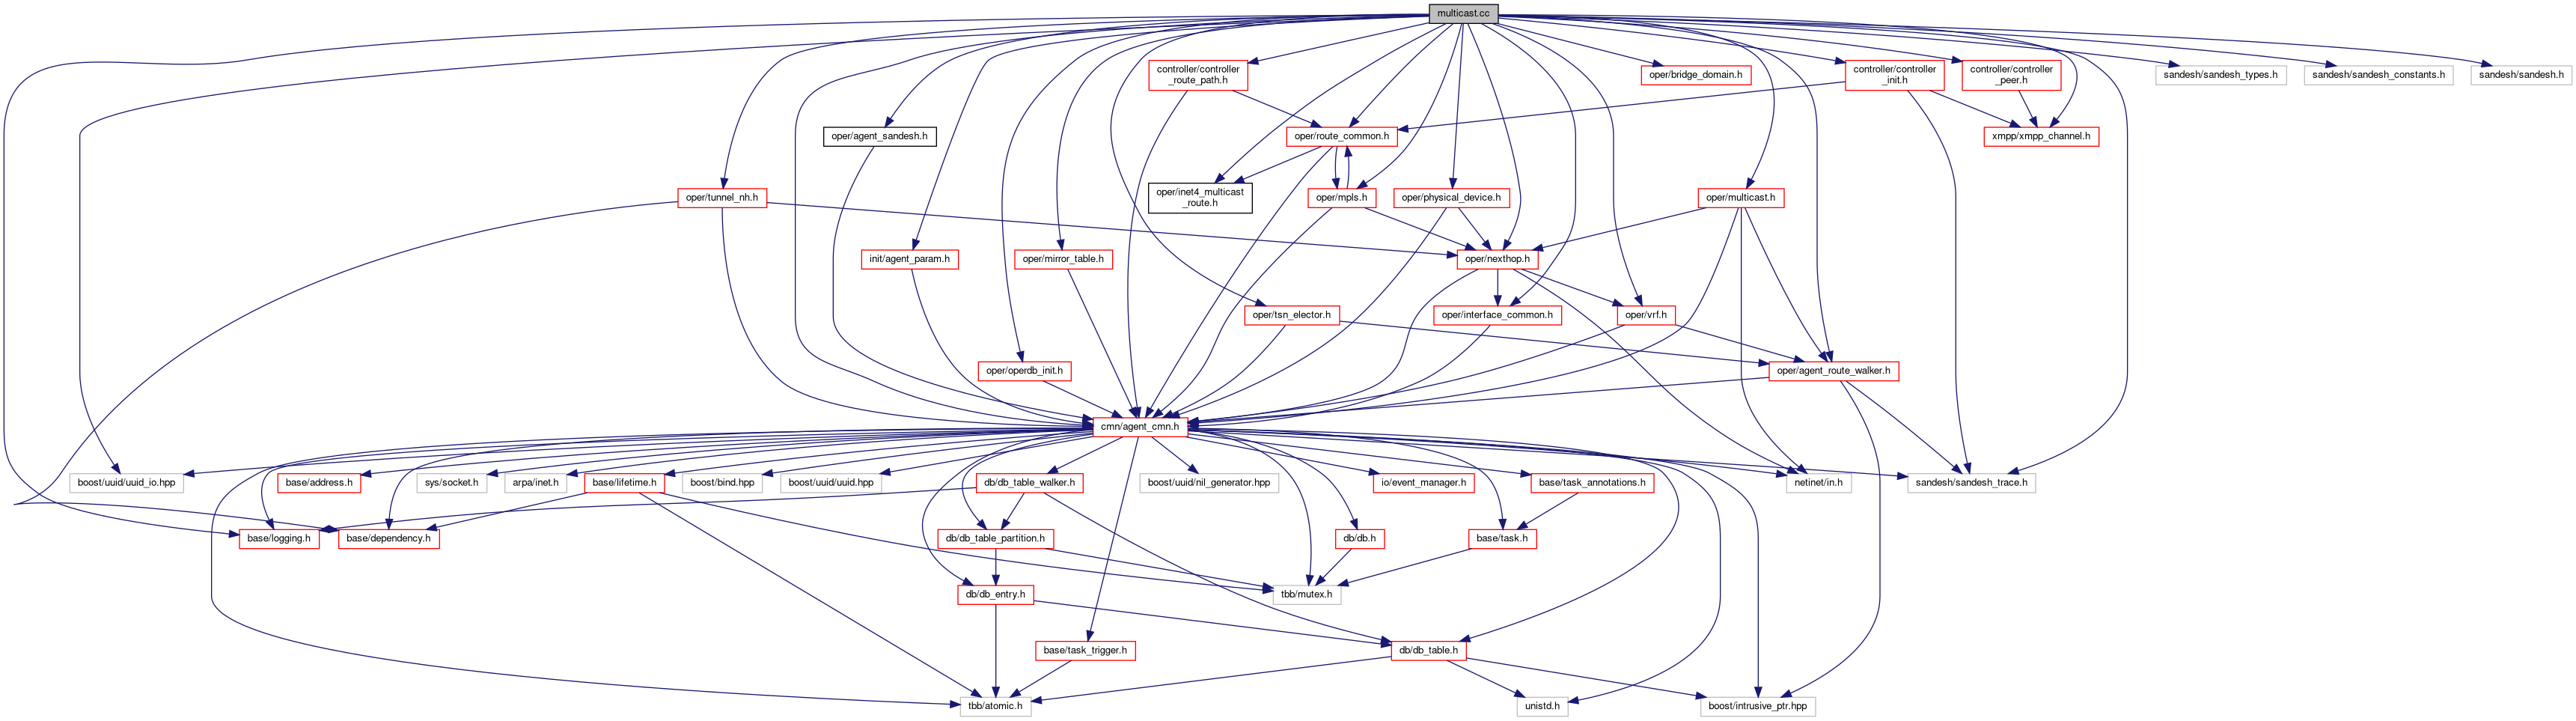 multicast.cc
controller/controller
_route_path.h
oper/bridge_domain.h
controller/controller
_init.h
controller/controller
_peer.h
sandesh/sandesh_types.h
sandesh/sandesh_constants.h
sandesh/sandesh.h
oper/agent_sandesh.h
oper/route_common.h
xmpp/xmpp_channel.h
oper/tunnel_nh.h
oper/inet4_multicast
_route.h
oper/mpls.h
oper/physical_device.h
oper/multicast.h
init/agent_param.h
oper/mirror_table.h
oper/nexthop.h
oper/tsn_elector.h
oper/interface_common.h
oper/vrf.h
oper/operdb_init.h
oper/agent_route_walker.h
cmn/agent_cmn.h
boost/uuid/uuid_io.hpp
base/address.h
sys/socket.h
arpa/inet.h
base/lifetime.h
boost/bind.hpp
boost/uuid/uuid.hpp
db/db_table_walker.h
boost/uuid/nil_generator.hpp
io/event_manager.h
base/task_annotations.h
netinet/in.h
sandesh/sandesh_trace.h
base/logging.h
base/dependency.h
db/db_table_partition.h
db/db.h
base/task.h
db/db_entry.h
tbb/mutex.h
base/task_trigger.h
db/db_table.h
tbb/atomic.h
unistd.h
boost/intrusive_ptr.hpp